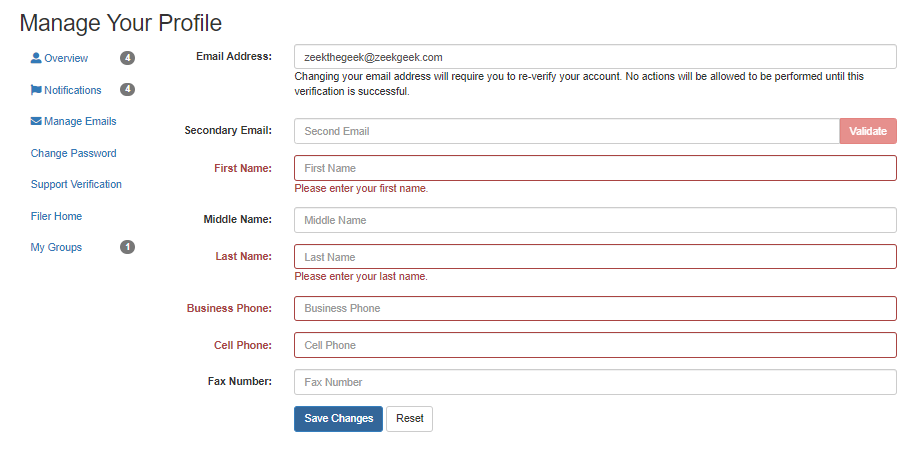 Manage Your Profile
Overview 4
Notifications 4
Manage Emails
Change Password
Support Verification
Filer Home
My Groups 1
Email Address: zeekthegeek@zeekgeek.com
Changing your email address will require you to re-verify your account. No actions will be allowed to be performed until this
verification is successful.
Secondary Email: Second Email Validate
First Name: First Name
Please enter your first name.
Middle Name: Middle Name
Last Name: Last Name
Please enter your last name.
Business Phone: Business Phone
Cell Phone: Cell Phone
Fax Number: Fax Number
Save Changes Reset